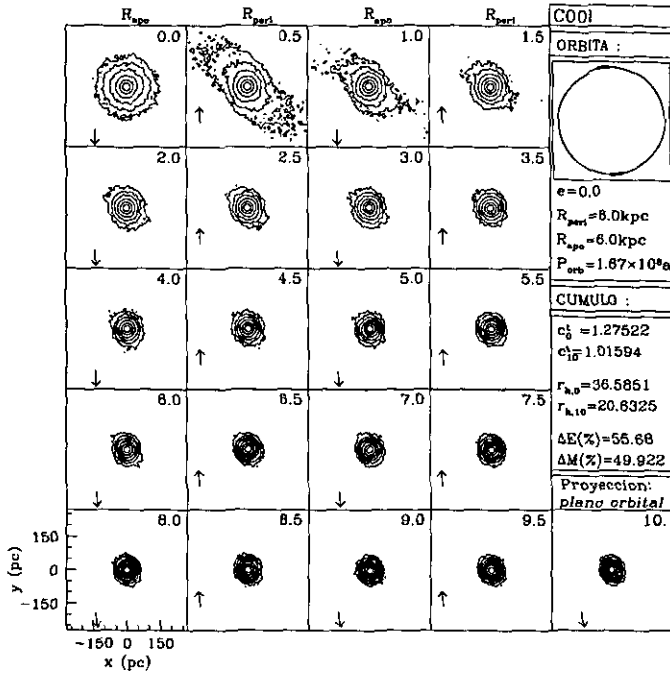 R_apo R_peri R_apo R_peri
C001
0.0 0.5 1.0 1.5
ORBITA :
2.0 2.5 3.0 3.5
e=0.0
R_peri=6.0kpc
R_apo=6.0kpc
P_orb=1.67×10⁸a
4.0 4.5 5.0 5.5
CUMULO :
c₀ᵗ=1.27522
c₁₀ᵗ=1.01594
r_h,0=36.5851
r_h,10=20.6325
6.0 6.5 7.0 7.5
ΔE(%)=55.68
ΔM(%)=49.922
Proyeccion:
plano orbital
8.0 8.5 9.0 9.5 10.
150
0
-150
y (pc)
-150 0 150
x (pc)